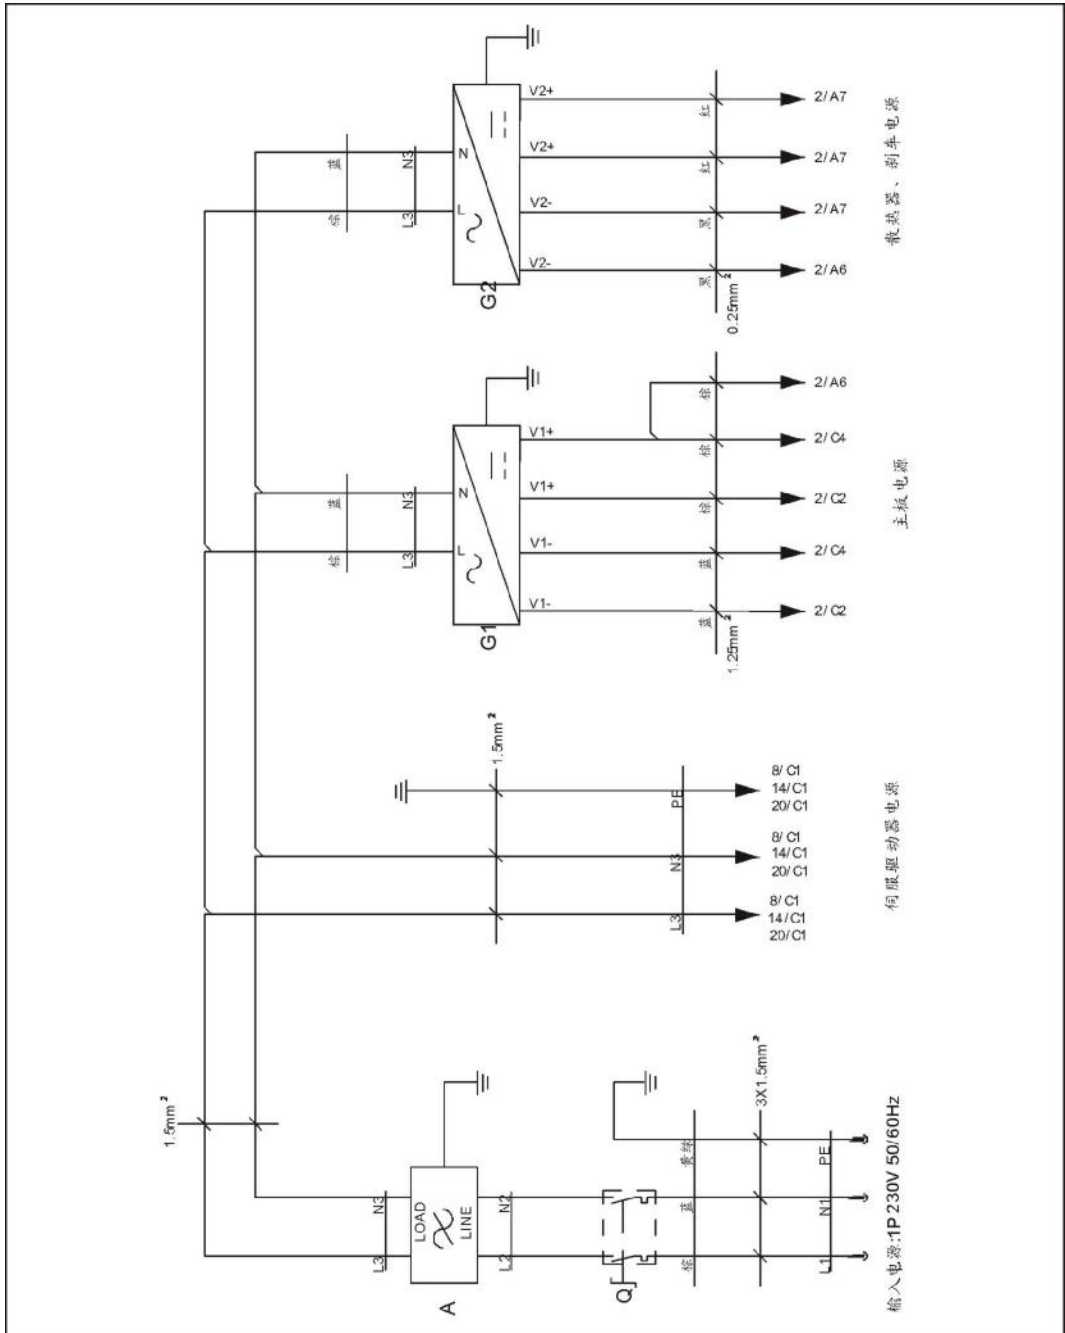 V2+
2/A7
红
蓝
N3
N
V2+
2/A7
红
棕
L3
L
V2-
2/A7
黑
V2-
2/A6
黑
G2
0.25mm²
散热器、刹车电源
2/A6
棕
V1+
2/C4
棕
蓝
N3
N
V1+
2/C2
棕
棕
L3
L
V1-
2/C4
蓝
V1-
2/C2
蓝
G1
1.25mm²
主板电源
1.5mm²
PE
8/C1
14/C1
20/C1
N3
8/C1
14/C1
20/C1
L3
8/C1
14/C1
20/C1
伺服驱动器电源
1.5mm²
3X1.5mm²
黄绿
PE
N3
LOAD
LINE
N2
蓝
N1
L3
L2
棕
L1
A
Q
输入电源:1P 230V 50/60Hz